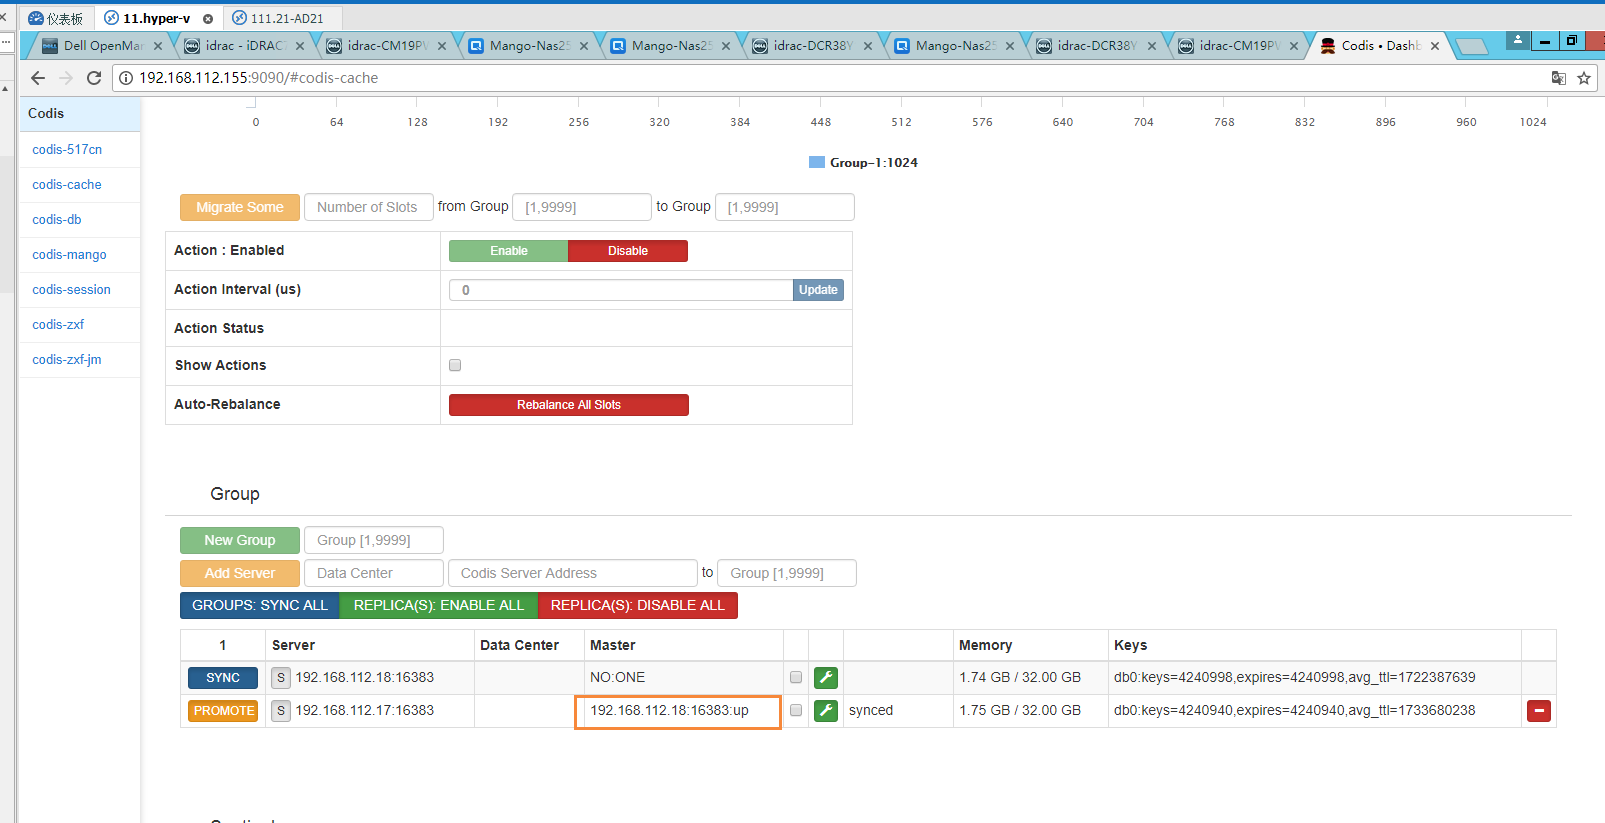 仪表板 11.hyper-v 111.21-AD21
Dell OpenMar idrac - iDRAC7 idrac-CM19PV Mango-Nas25 Mango-Nas25 idrac-DCR38Y Mango-Nas25 idrac-DCR38Y idrac-CM19PV Codis • Dashb
192.168.112.155:9090/#codis-cache
Codis
codis-517cn
codis-cache
codis-db
codis-mango
codis-session
codis-zxf
codis-zxf-jm
0 64 128 192 256 320 384 448 512 576 640 704 768 832 896 960 1024
Group-1:1024
Migrate Some Number of Slots from Group [1,9999] to Group [1,9999]
Action : Enabled Enable Disable
Action Interval (us) 0 Update
Action Status
Show Actions
Auto-Rebalance Rebalance All Slots
Group
New Group Group [1,9999]
Add Server Data Center Codis Server Address to Group [1,9999]
GROUPS: SYNC ALL REPLICA(S): ENABLE ALL REPLICA(S): DISABLE ALL
1 Server Data Center Master Memory Keys
SYNC S 192.168.112.18:16383 NO:ONE 1.74 GB / 32.00 GB db0:keys=4240998,expires=4240998,avg_ttl=1722387639
PROMOTE S 192.168.112.17:16383 192.168.112.18:16383:up synced 1.75 GB / 32.00 GB db0:keys=4240940,expires=4240940,avg_ttl=1733680238